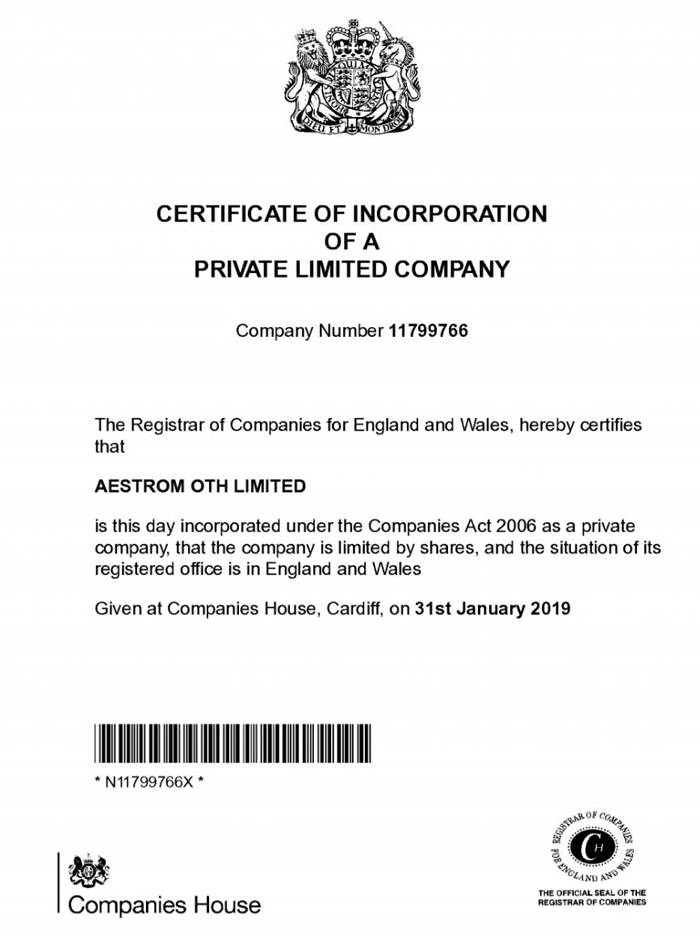 QUI
DIEU ET MON DROIT
CERTIFICATE OF INCORPORATION
OF A
PRIVATE LIMITED COMPANY
Company Number 11799766
The Registrar of Companies for England and Wales, hereby certifies
that
AESTROM OTH LIMITED
is this day incorporated under the Companies Act 2006 as a private
company, that the company is limited by shares, and the situation of its
registered office is in England and Wales
Given at Companies House, Cardiff, on 31st January 2019
* N11799766X *
Companies House
REGISTRAR OF COMPANIES
FOR ENGLAND AND WALES
CH
THE OFFICIAL SEAL OF THE
REGISTRAR OF COMPANIES